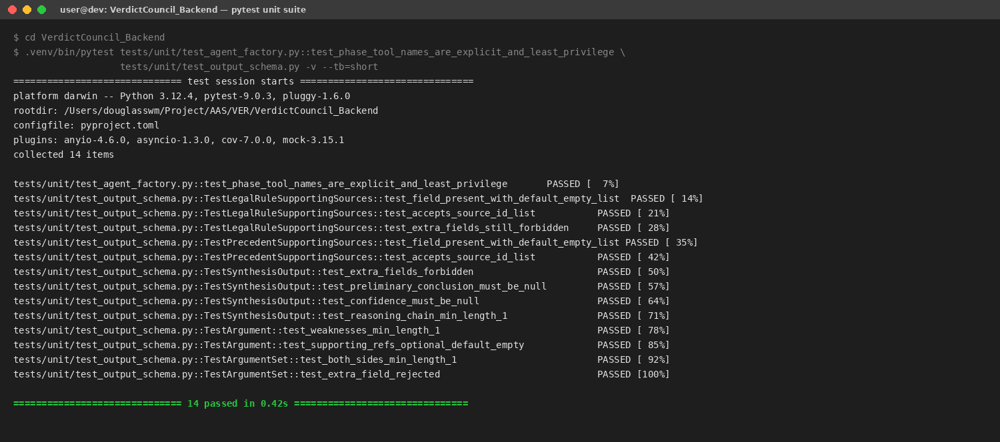 user@dev: VerdictCouncil_Backend — pytest unit suite
$ cd VerdictCouncil_Backend
$ .venv/bin/pytest tests/unit/test_agent_factory.py::test_phase_tool_names_are_explicit_and_least_privilege \
                   tests/unit/test_output_schema.py -v --tb=short
============================== test session starts ===============================
platform darwin -- Python 3.12.4, pytest-9.0.3, pluggy-1.6.0
rootdir: /Users/douglasswm/Project/AAS/VER/VerdictCouncil_Backend
configfile: pyproject.toml
plugins: anyio-4.6.0, asyncio-1.3.0, cov-7.0.0, mock-3.15.1
collected 14 items

tests/unit/test_agent_factory.py::test_phase_tool_names_are_explicit_and_least_privilege       PASSED [  7%]
tests/unit/test_output_schema.py::TestLegalRuleSupportingSources::test_field_present_with_default_empty_list  PASSED [ 14%]
tests/unit/test_output_schema.py::TestLegalRuleSupportingSources::test_accepts_source_id_list           PASSED [ 21%]
tests/unit/test_output_schema.py::TestLegalRuleSupportingSources::test_extra_fields_still_forbidden     PASSED [ 28%]
tests/unit/test_output_schema.py::TestPrecedentSupportingSources::test_field_present_with_default_empty_list PASSED [ 35%]
tests/unit/test_output_schema.py::TestPrecedentSupportingSources::test_accepts_source_id_list           PASSED [ 42%]
tests/unit/test_output_schema.py::TestSynthesisOutput::test_extra_fields_forbidden                      PASSED [ 50%]
tests/unit/test_output_schema.py::TestSynthesisOutput::test_preliminary_conclusion_must_be_null         PASSED [ 57%]
tests/unit/test_output_schema.py::TestSynthesisOutput::test_confidence_must_be_null                     PASSED [ 64%]
tests/unit/test_output_schema.py::TestSynthesisOutput::test_reasoning_chain_min_length_1                PASSED [ 71%]
tests/unit/test_output_schema.py::TestArgument::test_weaknesses_min_length_1                            PASSED [ 78%]
tests/unit/test_output_schema.py::TestArgument::test_supporting_refs_optional_default_empty             PASSED [ 85%]
tests/unit/test_output_schema.py::TestArgumentSet::test_both_sides_min_length_1                         PASSED [ 92%]
tests/unit/test_output_schema.py::TestArgumentSet::test_extra_field_rejected                            PASSED [100%]

============================== 14 passed in 0.42s ===============================